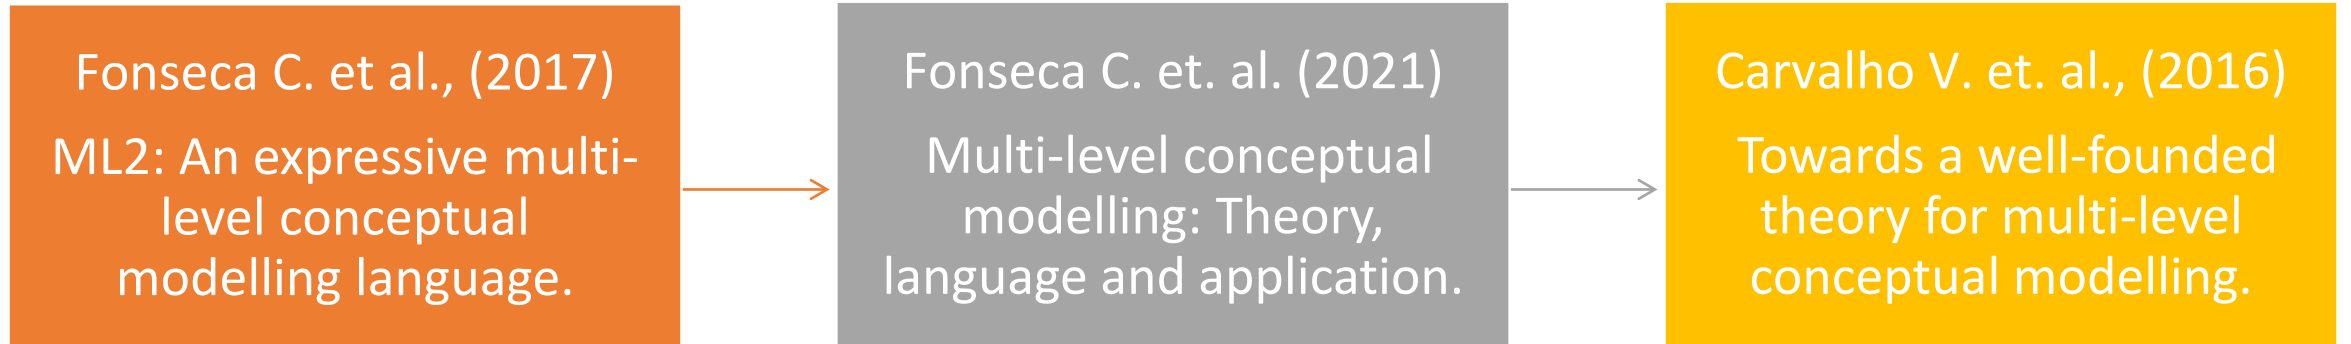 Fonseca C. et al., (2017)
ML2: An expressive multi-
level conceptual
modelling language.
Fonseca C. et. al. (2021)
Multi-level conceptual
modelling: Theory,
language and application.
Carvalho V. et. al., (2016)
Towards a well-founded
theory for multi-level
conceptual modelling.